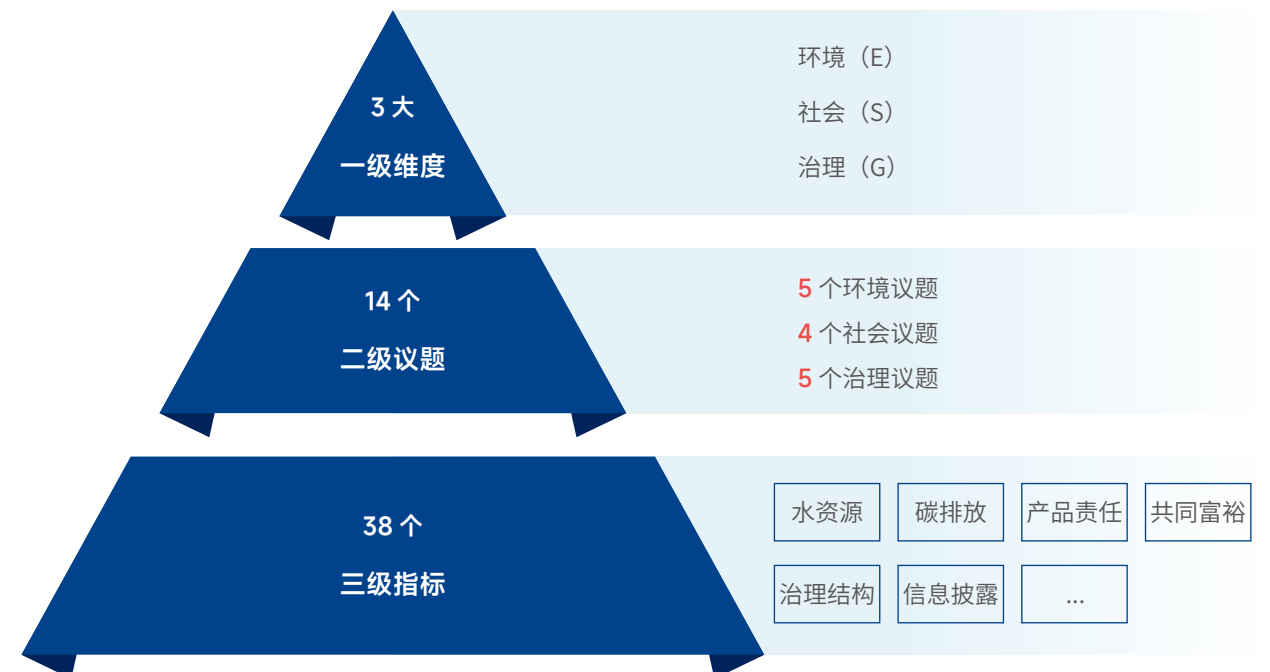 3 大
一级维度
环境（E）
社会（S）
治理（G）
14 个
二级议题
5 个环境议题
4 个社会议题
5 个治理议题
38 个
三级指标
水资源 碳排放 产品责任 共同富裕
治理结构 信息披露 ...